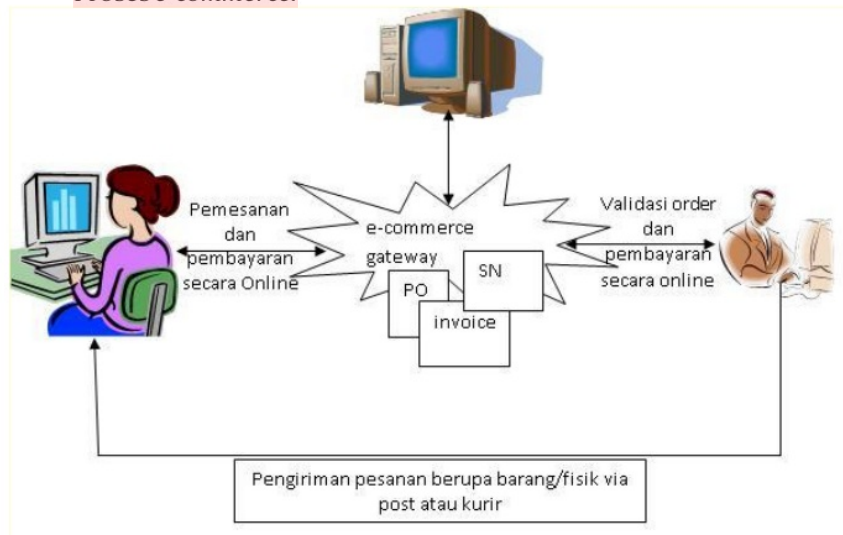 Pemesanan
dan
pembayaran
secara Online
e-commerce
gateway
PO
SN
invoice
Validasi order
dan
pembayaran
secara online
Pengiriman pesanan berupa barang/fisik via
post atau kurir